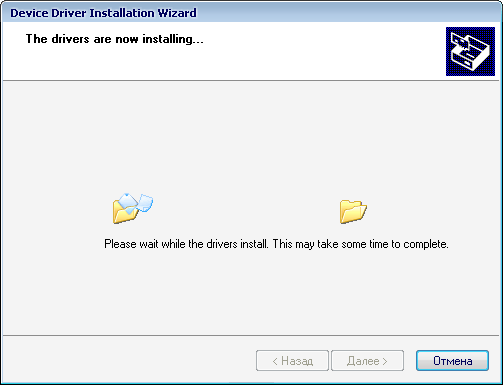 Device Driver Installation Wizard
The drivers are now installing...
Please wait while the drivers install. This may take some time to complete.
< Назад Далее > Отмена